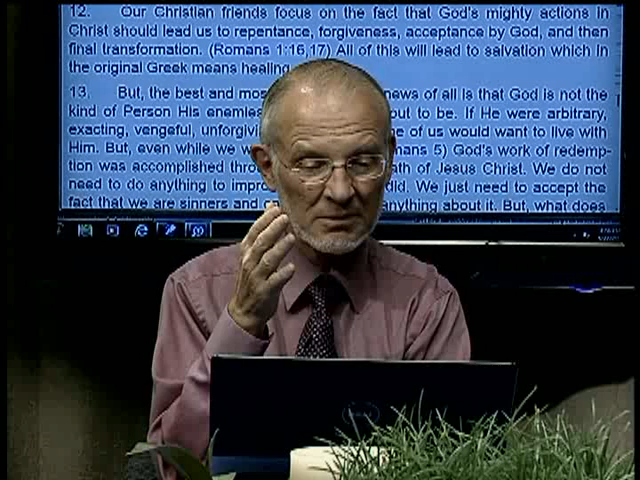 12. Our Christian friends focus on the fact that God's mighty actions in
Christ should lead us to repentance, forgiveness, acceptance by God, and then
final transformation. (Romans 1:16,17) All of this will lead to salvation which in
the original Greek means healing
13. But, the best and mos news of all is that God is not the
kind of Person His enemie out to be. If He were arbitrary,
exacting, vengeful, unforgivi e of us would want to live with
Him. But, even while we we ans 5) God's work of redemp-
tion was accomplished thro ath of Jesus Christ. We do not
need to do anything to impro did. We just need to accept the
fact that we are sinners and ca anything about it. But, what does
DELL